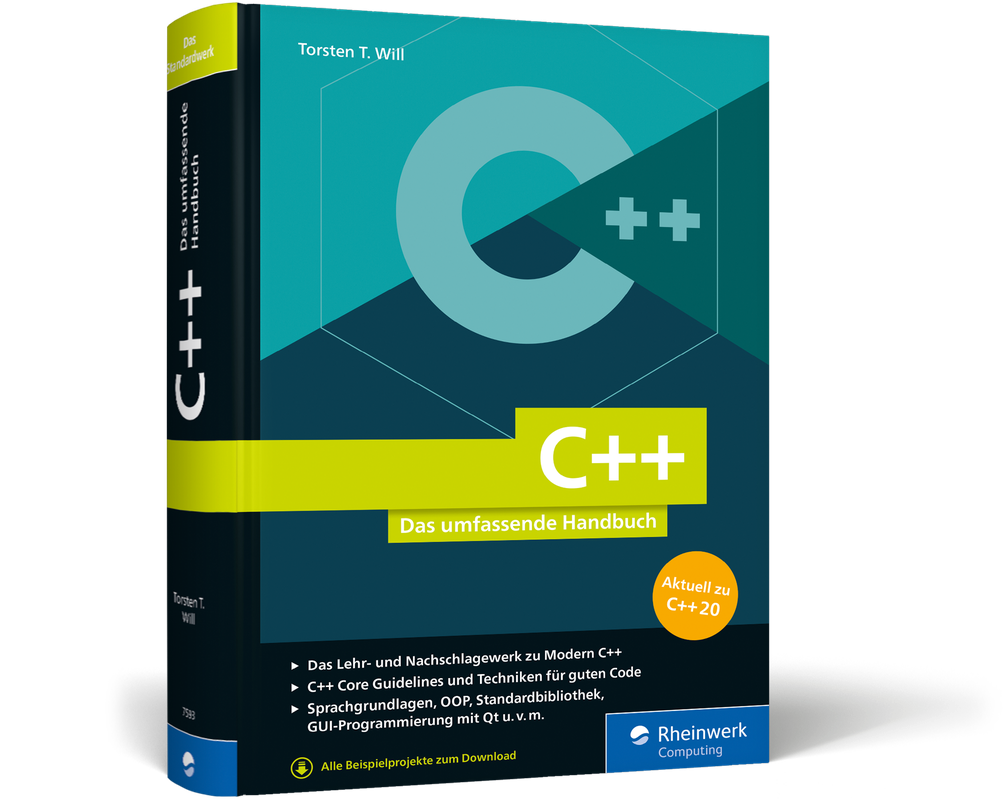 Das
Standardwerk
C++
Das umfassende
Handbuch
Torsten T.
Will
7593
Torsten T. Will
C++
C++
Das umfassende Handbuch
Aktuell zu
C++20
Das Lehr- und Nachschlagewerk zu Modern C++
C++ Core Guidelines und Techniken für guten Code
Sprachgrundlagen, OOP, Standardbibliothek,
GUI-Programmierung mit Qt u. v. m.
Alle Beispielprojekte zum Download
Rheinwerk
Computing